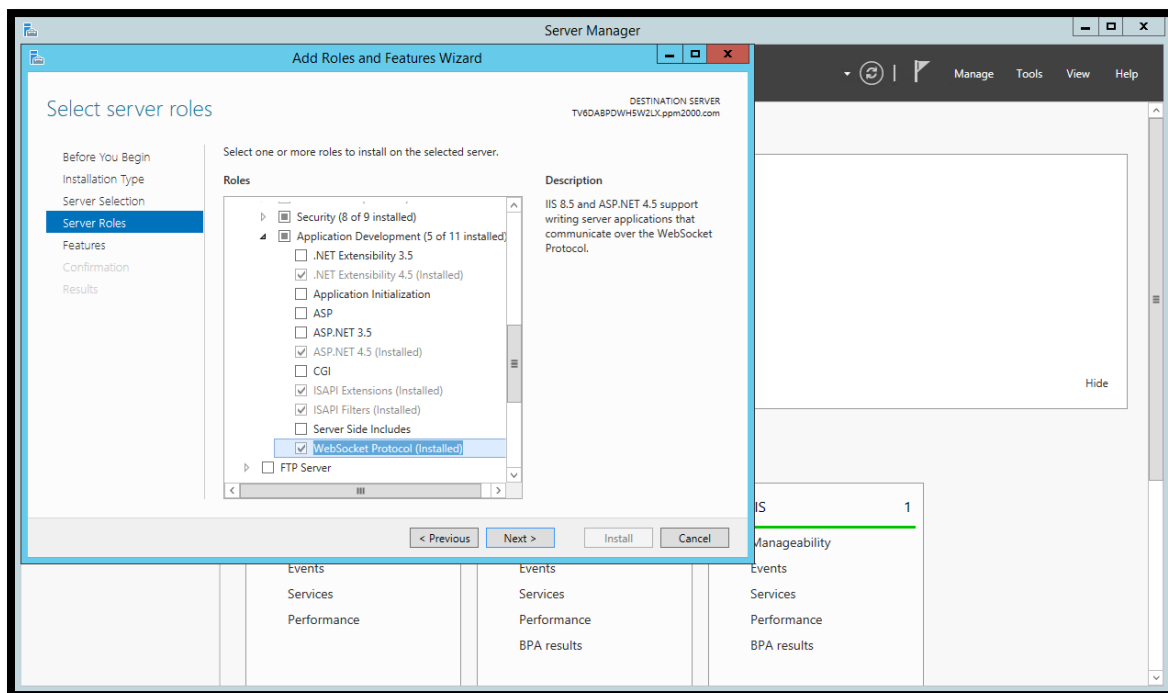 Server Manager
Add Roles and Features Wizard
Manage Tools View Help
Select server roles
DESTINATION SERVER
TV6DABPDWH5W2LX.ppm2000.com
Before You Begin
Installation Type
Server Selection
Server Roles
Features
Confirmation
Results
Select one or more roles to install on the selected server.
Roles
Security (8 of 9 installed)
Application Development (5 of 11 installed)
.NET Extensibility 3.5
.NET Extensibility 4.5 (Installed)
Application Initialization
ASP
ASP.NET 3.5
ASP.NET 4.5 (Installed)
CGI
ISAPI Extensions (Installed)
ISAPI Filters (Installed)
Server Side Includes
WebSocket Protocol (Installed)
FTP Server
Description
IIS 8.5 and ASP.NET 4.5 support
writing server applications that
communicate over the WebSocket
Protocol.
< Previous Next > Install Cancel
Hide
IS 1
Manageability
Events
Services
Performance
BPA results
Events
Services
Performance
Events
Services
Performance
BPA results